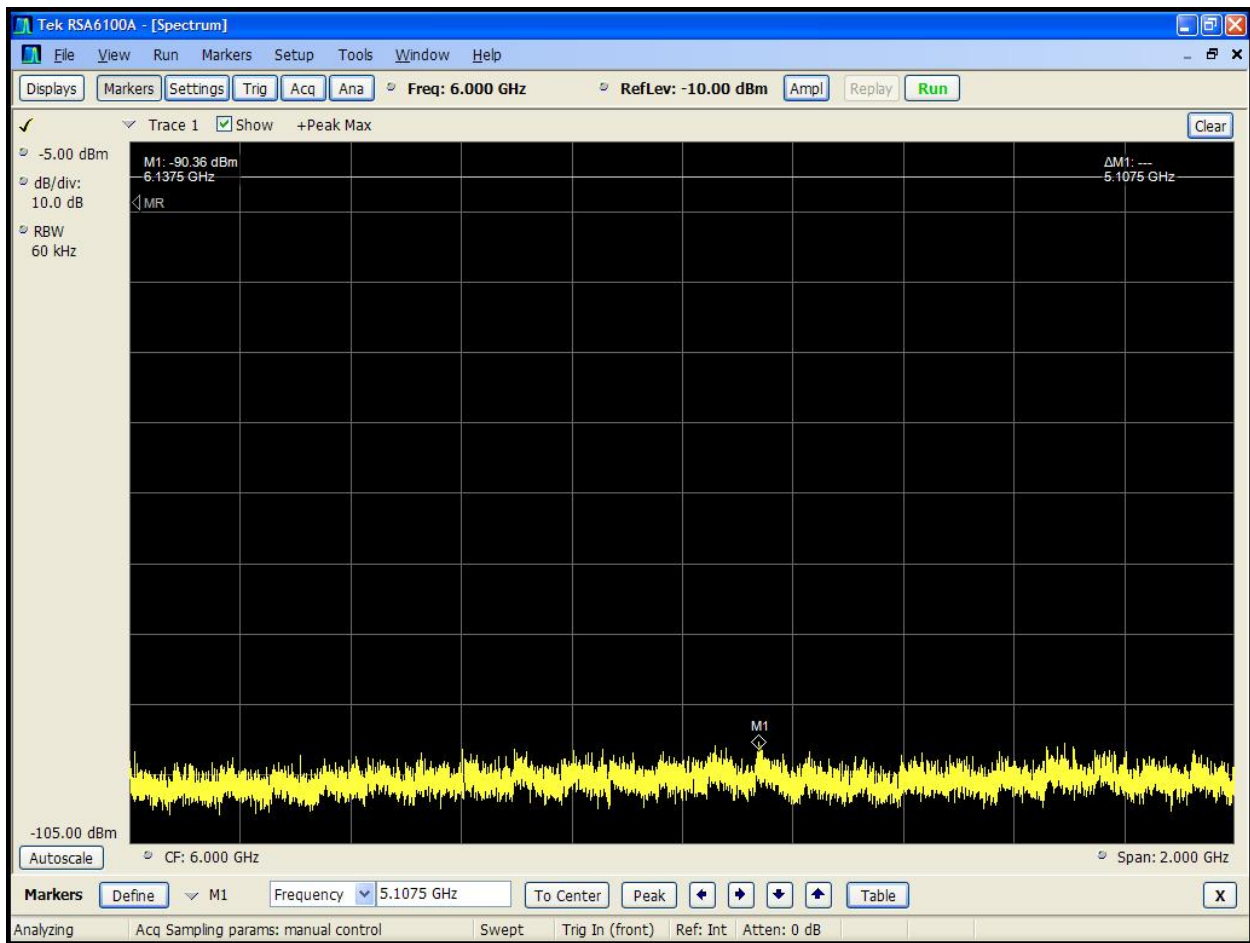 Tek RSA6100A - [Spectrum]
File View Run Markers Setup Tools Window Help
Displays Markers Settings Trig Acq Ana Freq: 6.000 GHz RefLev: -10.00 dBm Ampl Replay Run
Trace 1 Show +Peak Max Clear
-5.00 dBm
dB/div:
10.0 dB
RBW
60 kHz
M1: -90.36 dBm
6.1375 GHz
MR
ΔM1: ---
5.1075 GHz
M1
-105.00 dBm
Autoscale CF: 6.000 GHz Span: 2.000 GHz
Markers Define M1 Frequency 5.1075 GHz To Center Peak Table X
Analyzing Acq Sampling params: manual control Swept Trig In (front) Ref: Int Atten: 0 dB